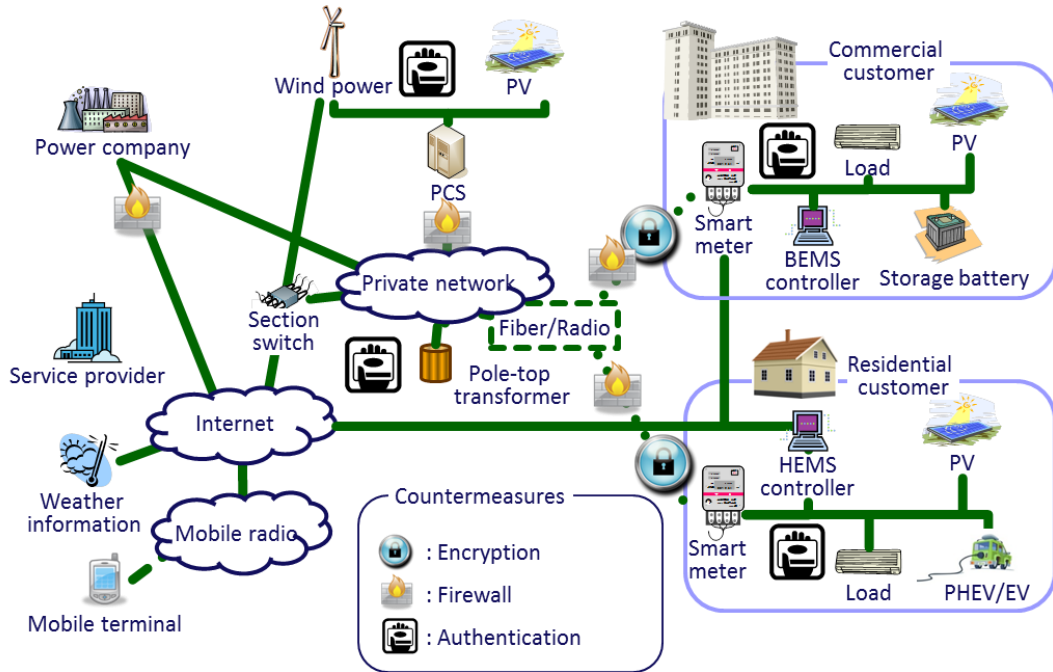 Commercial
customer
Wind power
PV
Power company
PCS
Load
PV
Smart
meter
BEMS
controller
Storage battery
Private network
Section
switch
Fiber/Radio
Service provider
Pole-top
transformer
Residential
customer
Internet
HEMS
controller
PV
Weather
information
Mobile radio
Countermeasures
: Encryption
: Firewall
: Authentication
Smart
meter
Load
PHEV/EV
Mobile terminal